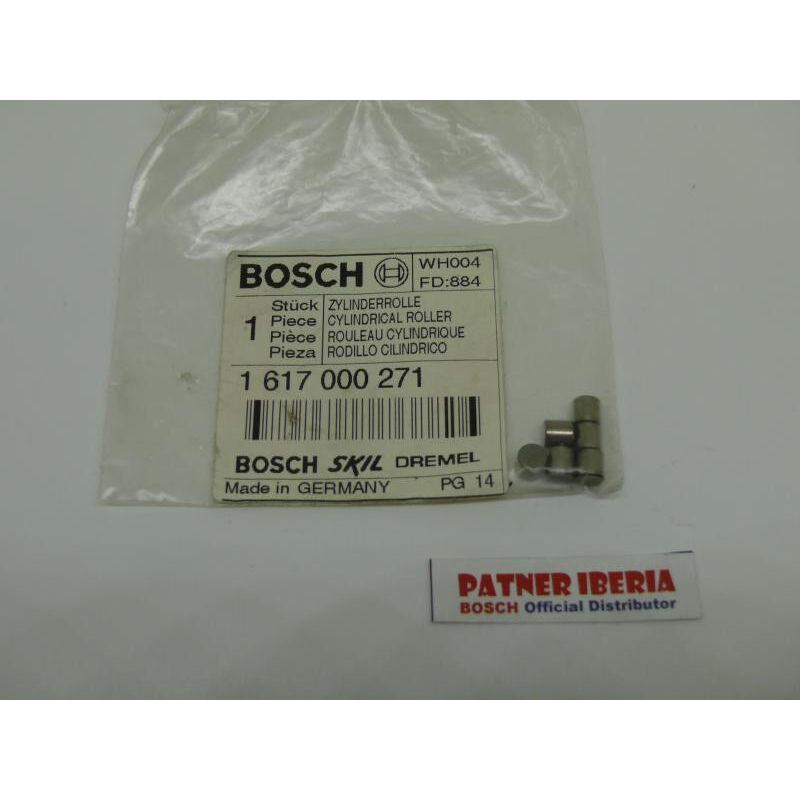 BOSCH
WH004
FD:884
1
Stück ZYLINDERROLLE
Piece CYLINDRICAL ROLLER
Pièce ROULEAU CYLINDRIQUE
Pieza RODILLO CILINDRICO
1 617 000 271
BOSCH SKIL DREMEL
Made in GERMANY PG 14
PATNER IBERIA
BOSCH Official Distributor